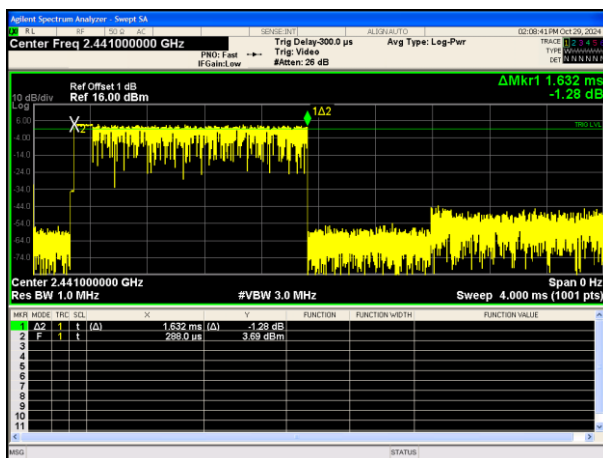 Agilent Spectrum Analyzer - Swept SA
RL RF 50 Ω AC SENSE:INT ALIGN AUTO 02:08:41 PM Oct 29, 2024
Center Freq 2.441000000 GHz
PNO: Fast
IFGain:Low
Trig Delay-300.0 µs
Trig: Video
#Atten: 26 dB
Avg Type: Log-Pwr
TRACE 1 2 3 4 5 6
TYPE
DET N N N N N N
ΔMkr1 1.632 ms
-1.28 dB
Ref Offset 1 dB
10 dB/div Ref 16.00 dBm
Log
1Δ2
6.00
TRIG LVL
X2
-4.00
-14.0
-24.0
-34.0
-44.0
-54.0
-64.0
-74.0
Center 2.441000000 GHz Span 0 Hz
Res BW 1.0 MHz #VBW 3.0 MHz Sweep 4.000 ms (1001 pts)
MKR MODE TRC SCL X Y FUNCTION FUNCTION WIDTH FUNCTION VALUE
1 Δ2 1 t (Δ) 1.632 ms (Δ) -1.28 dB
2 F 1 t 288.0 µs 3.69 dBm
3
4
5
6
7
8
9
10
11
MSG STATUS